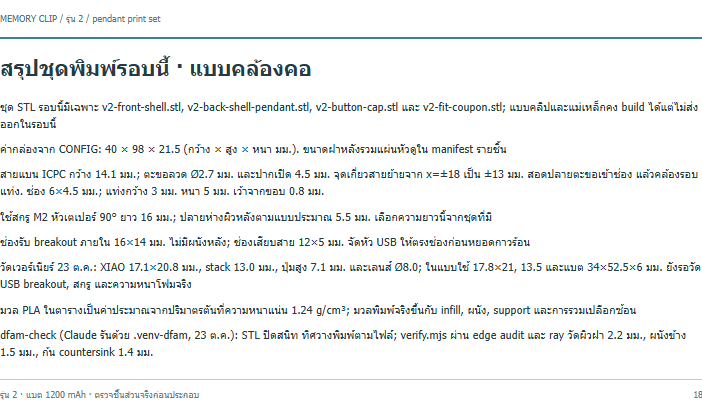 MEMORY CLIP / รุ่น 2 / pendant print set
สรุปชุดพิมพ์รอบนี้ · แบบคล้องคอ
ชุด STL รอบนี้มีเฉพาะ v2-front-shell.stl, v2-back-shell-pendant.stl, v2-button-cap.stl และ v2-fit-coupon.stl; แบบคลิปและแม่เหล็กคง build ได้แต่ไม่ส่ง
ออกในรอบนี้
ค่ากล่องจาก CONFIG: 40 × 98 × 21.5 (กว้าง × สูง × หนา มม.). ขนาดฝาหลังรวมแผ่นหัวดูใน manifest รายชิ้น
สายแบน ICPC กว้าง 14.1 มม.; ตะขอลวด Ø2.7 มม. และปากเปิด 4.5 มม. จุดเกี่ยวสายย้ายจาก x=±18 เป็น ±13 มม. สอดปลายตะขอเข้าช่อง แล้วคล้องรอบ
แท่ง. ช่อง 6×4.5 มม.; แท่งกว้าง 3 มม. หนา 5 มม. เว้าจากขอบ 0.8 มม.
ใช้สกรู M2 หัวเตเปอร์ 90° ยาว 16 มม.; ปลายห่างผิวหลังตามแบบประมาณ 5.5 มม. เลือกความยาวนี้จากชุดที่มี
ช่องรับ breakout ภายใน 16×14 มม. ไม่มีผนังหลัง; ช่องเสียบสาย 12×5 มม. จัดหัว USB ให้ตรงช่องก่อนหยอดกาวร้อน
วัดเวอร์เนียร์ 23 ต.ค.: XIAO 17.1×20.8 มม., stack 13.0 มม., ปุ่มสูง 7.1 มม. และเลนส์ Ø8.0; ในแบบใช้ 17.8×21, 13.5 และแบต 34×52.5×6 มม. ยังรอวัด
USB breakout, สกรู และความหนาโฟมจริง
มวล PLA ในตารางเป็นค่าประมาณจากปริมาตรตันที่ความหนาแน่น 1.24 g/cm³; มวลพิมพ์จริงขึ้นกับ infill, ผนัง, support และการรวมเปลือกซ้อน
dfam-check (Claude รันด้วย .venv-dfam, 23 ต.ค.): STL ปิดสนิท ทิศวางพิมพ์ตามไฟล์; verify.mjs ผ่าน edge audit และ ray วัดผิวฝา 2.2 มม., ผนังข้าง
1.5 มม., ก้น countersink 1.4 มม.
รุ่น 2 · แบต 1200 mAh · ตรวจชิ้นส่วนจริงก่อนประกอบ
18